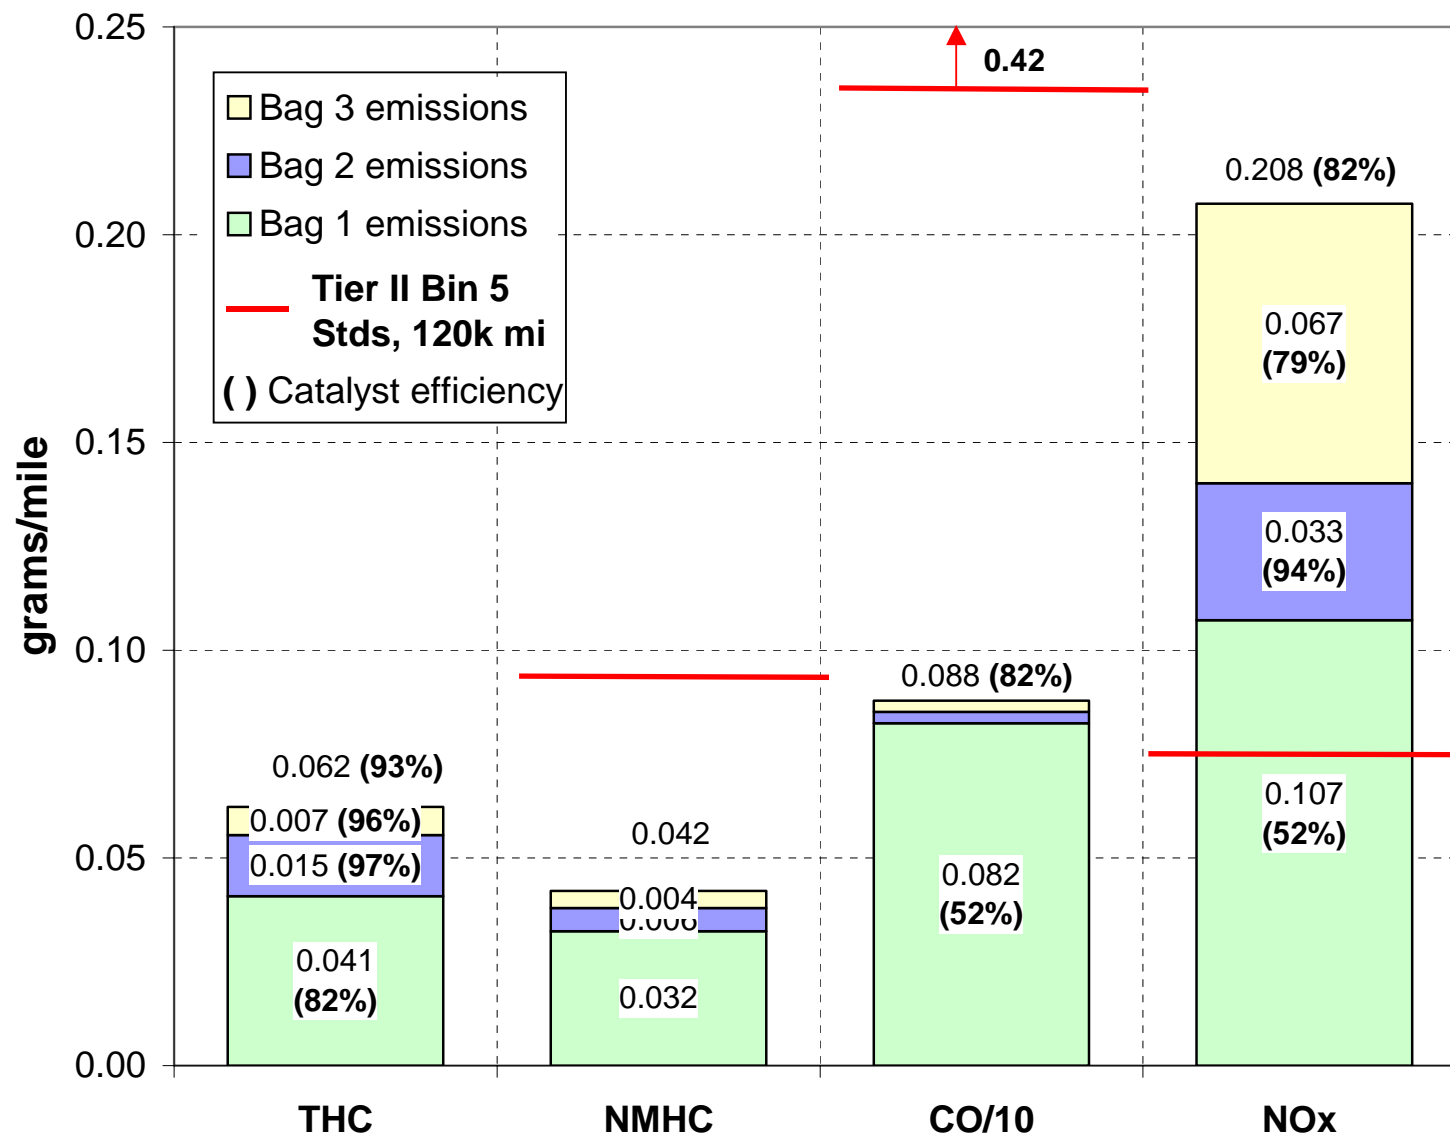 0.25
0.20
0.15
0.10
0.05
0.00
grams/mile
Bag 3 emissions
Bag 2 emissions
Bag 1 emissions
Tier II Bin 5
Stds, 120k mi
( ) Catalyst efficiency
0.42
0.062 (93%)
0.007 (96%)
0.015 (97%)
0.041
(82%)
0.042
0.004
0.006
0.032
0.088 (82%)
0.082
(52%)
0.208 (82%)
0.067
(79%)
0.033
(94%)
0.107
(52%)
THC
NMHC
CO/10
NOx